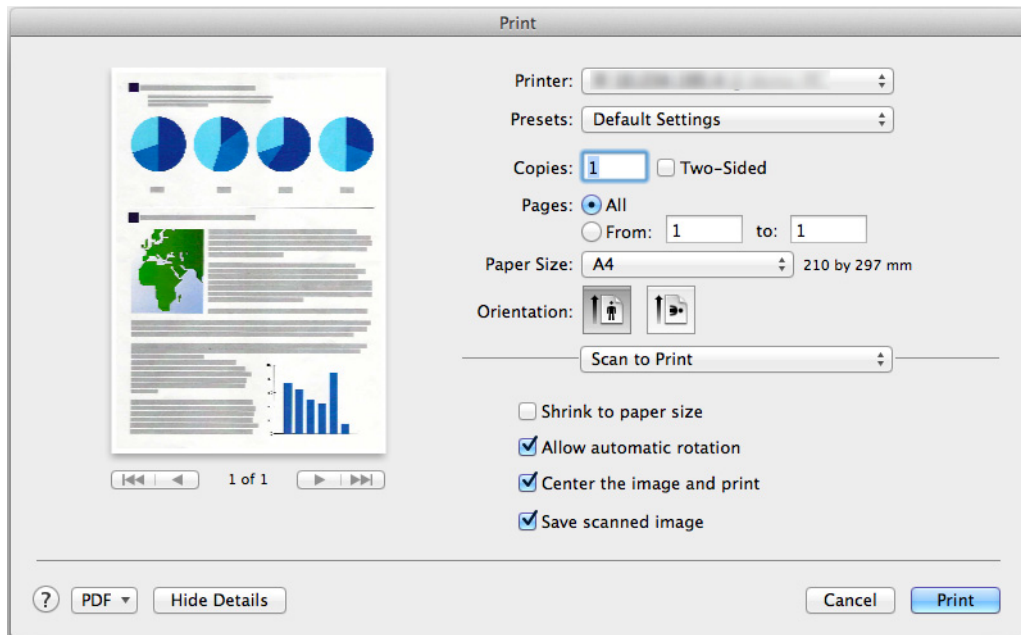 Print
Printer:
Presets: Default Settings
Copies: 1 Two-Sided
Pages: All
From: 1 to: 1
Paper Size: A4 210 by 297 mm
Orientation:
Scan to Print
Shrink to paper size
Allow automatic rotation
Center the image and print
Save scanned image
1 of 1
? PDF Hide Details Cancel Print